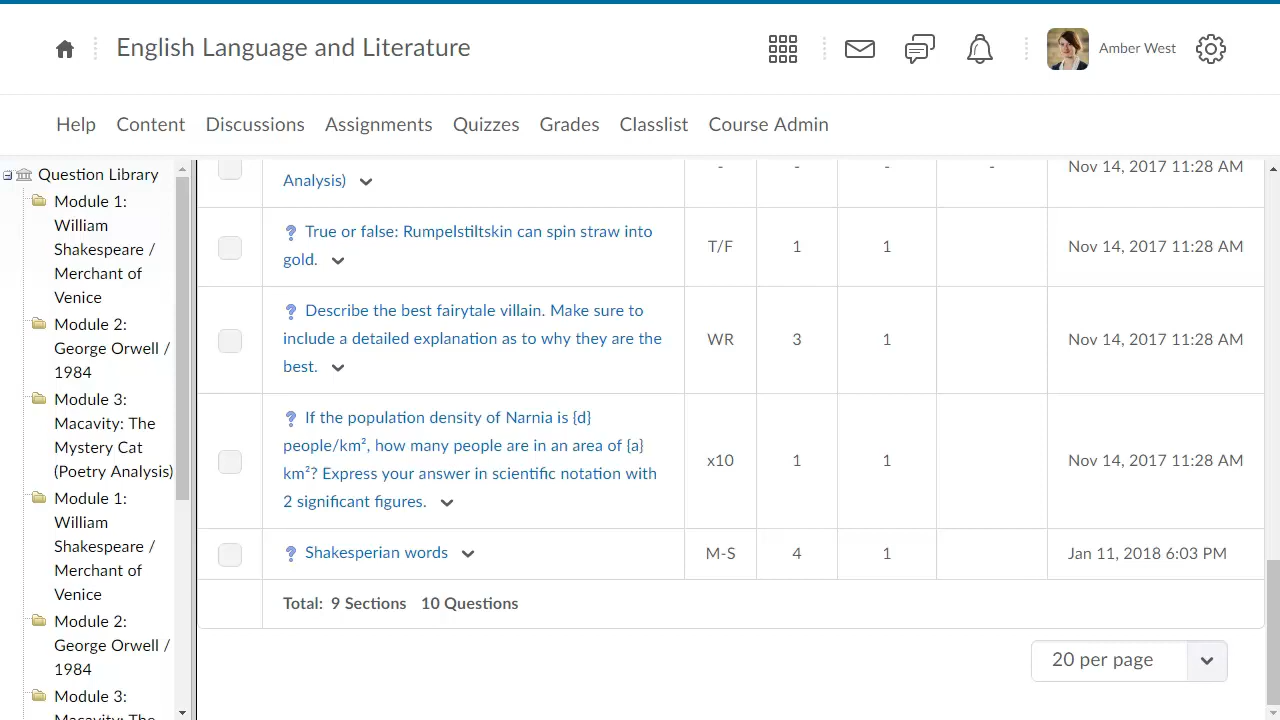 English Language and Literature
Amber West
Help Content Discussions Assignments Quizzes Grades Classlist Course Admin
Question Library
Module 1:
William
Shakespeare /
Merchant of
Venice
Module 2:
George Orwell /
1984
Module 3:
Macavity: The
Mystery Cat
(Poetry Analysis)
Module 1:
William
Shakespeare /
Merchant of
Venice
Module 2:
George Orwell /
1984
Module 3:
Macavity: The
Analysis) - - - - Nov 14, 2017 11:28 AM
True or false: Rumpelstiltskin can spin straw into
gold.
T/F 1 1 Nov 14, 2017 11:28 AM
Describe the best fairytale villain. Make sure to
include a detailed explanation as to why they are the
best.
WR 3 1 Nov 14, 2017 11:28 AM
If the population density of Narnia is {d}
people/km², how many people are in an area of {a}
km²? Express your answer in scientific notation with
2 significant figures.
x10 1 1 Nov 14, 2017 11:28 AM
Shakesperian words M-S 4 1 Jan 11, 2018 6:03 PM
Total: 9 Sections 10 Questions
20 per page